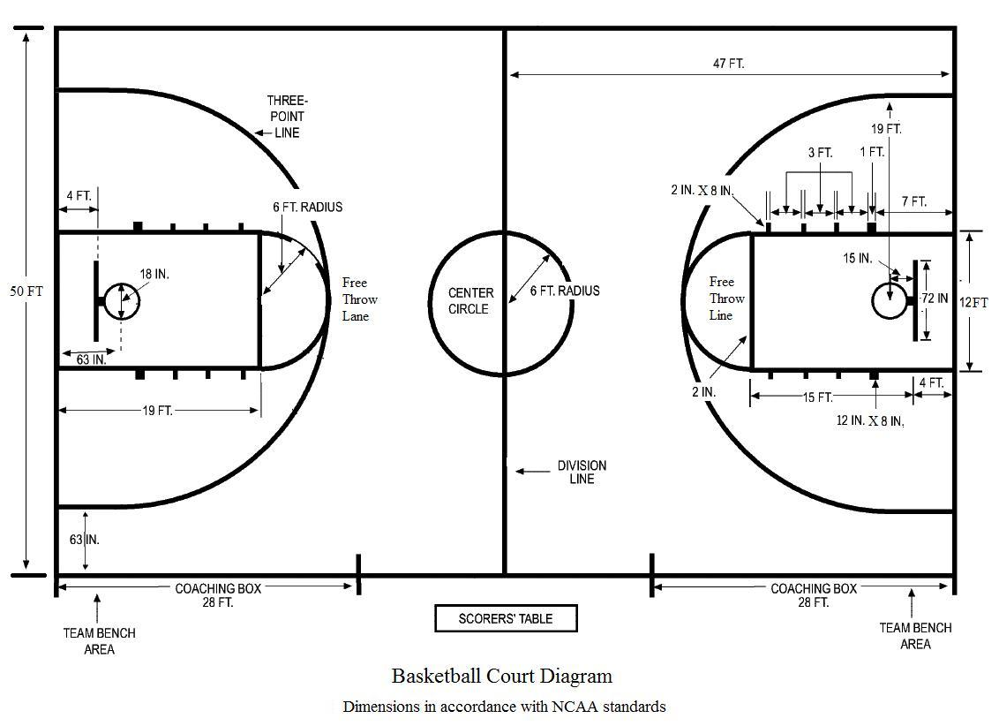 47 FT.
THREE-
POINT
LINE
19 FT.
3 FT.
1 FT.
4 FT.
2 IN. X 8 IN.
6 FT. RADIUS
7 FT.
15 IN.
18 IN.
50 FT
Free
Throw
Lane
CENTER
CIRCLE
6 FT. RADIUS
Free
Throw
Line
72 IN
12FT
63 IN.
2 IN.
4 FT.
15 FT.
19 FT.
12 IN. X 8 IN.
DIVISION
LINE
63 IN.
COACHING BOX
28 FT.
COACHING BOX
28 FT.
SCORERS' TABLE
TEAM BENCH
AREA
TEAM BENCH
AREA
Basketball Court Diagram
Dimensions in accordance with NCAA standards